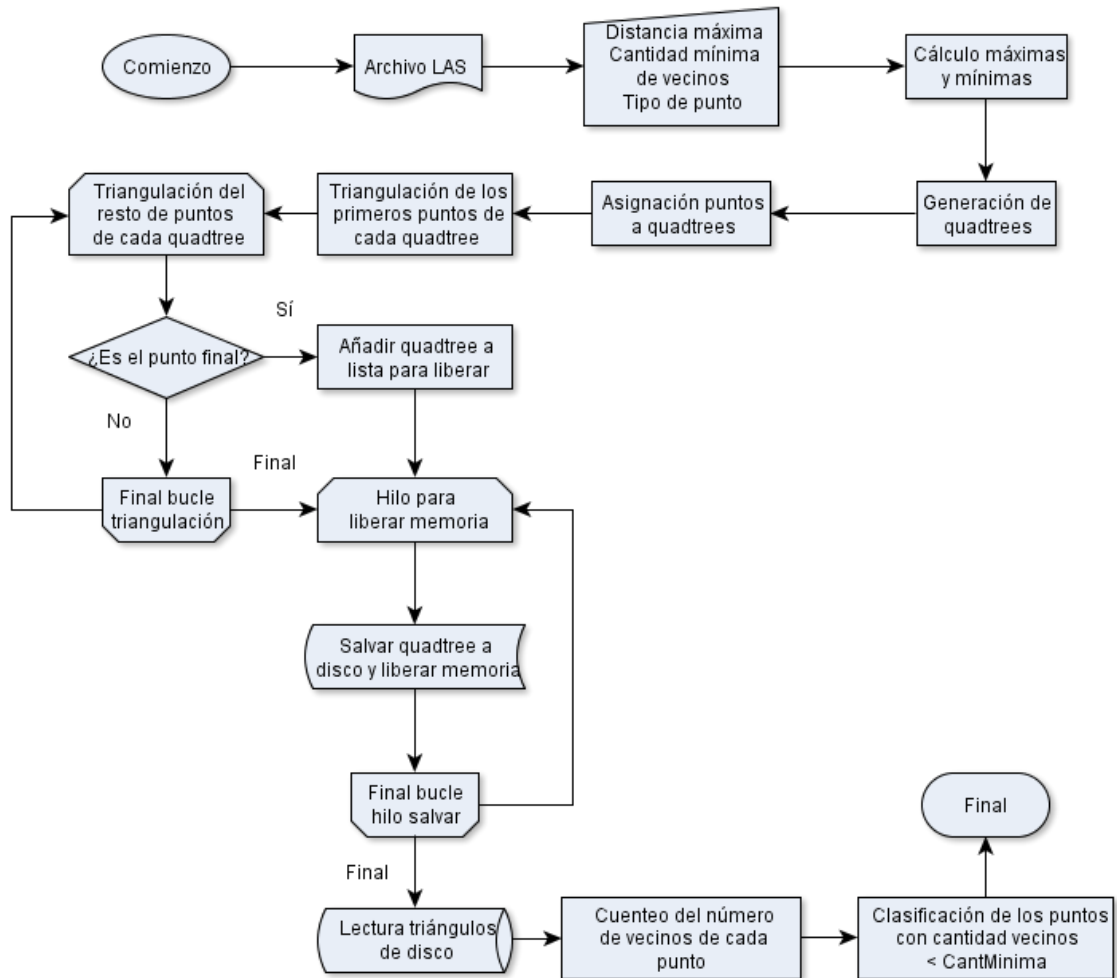 Comienzo
Archivo LAS
Distancia máxima
Cantidad mínima
de vecinos
Tipo de punto
Cálculo máximas
y mínimas
Generación de
quadtrees
Asignación puntos
a quadtrees
Triangulación de los
primeros puntos de
cada quadtree
Triangulación del
resto de puntos
de cada quadtree
¿Es el punto final?
Sí
Añadir quadtree a
lista para liberar
No
Final bucle
triangulación
Final
Hilo para
liberar memoria
Salvar quadtree a
disco y liberar memoria
Final bucle
hilo salvar
Final
Lectura triángulos
de disco
Cuenteo del número
de vecinos de cada
punto
Clasificación de los puntos
con cantidad vecinos
< CantMinima
Final